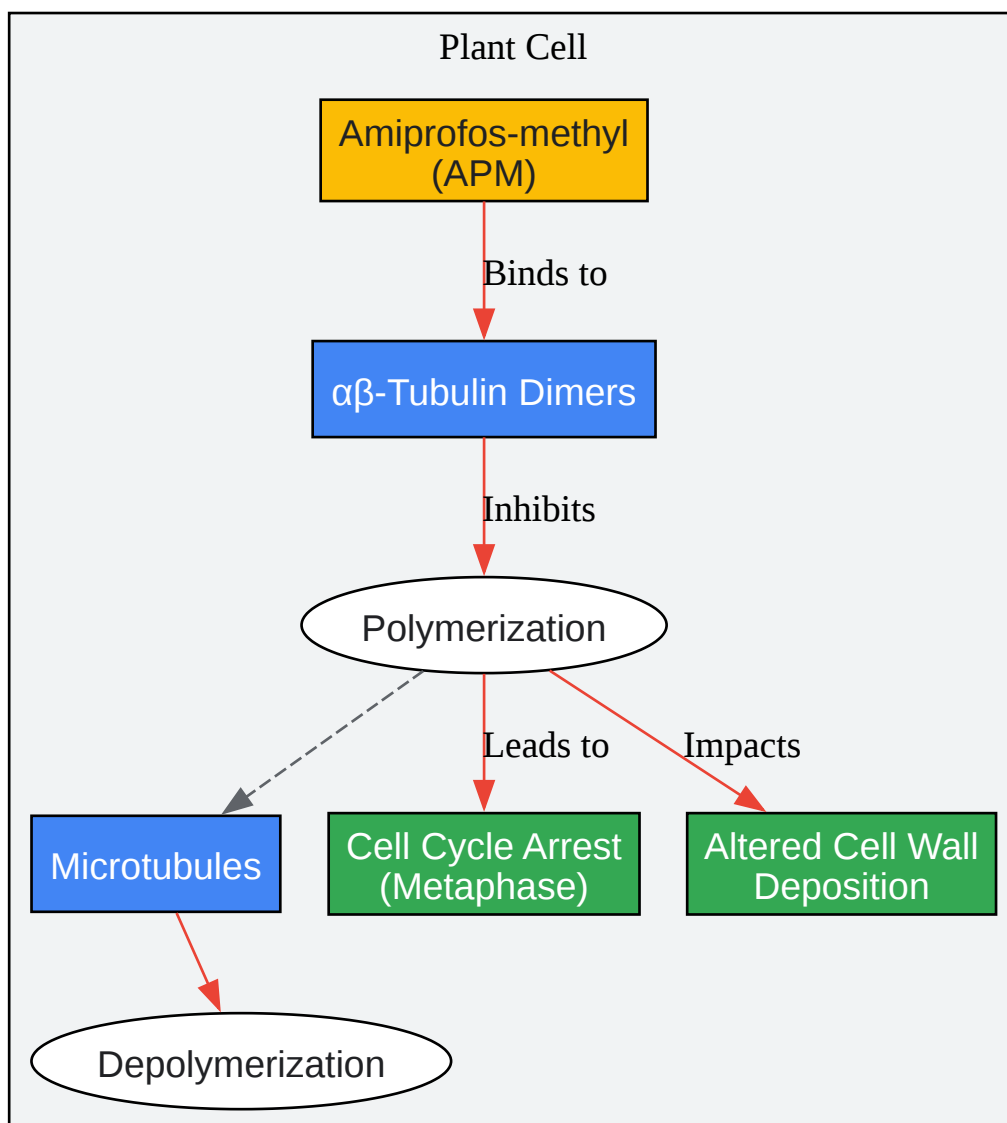 Plant Cell
Amiprofos-methyl
(APM)
Binds to
αβ-Tubulin Dimers
Inhibits
Polymerization
Leads to
Impacts
Microtubules
Cell Cycle Arrest
(Metaphase)
Altered Cell Wall
Deposition
Depolymerization